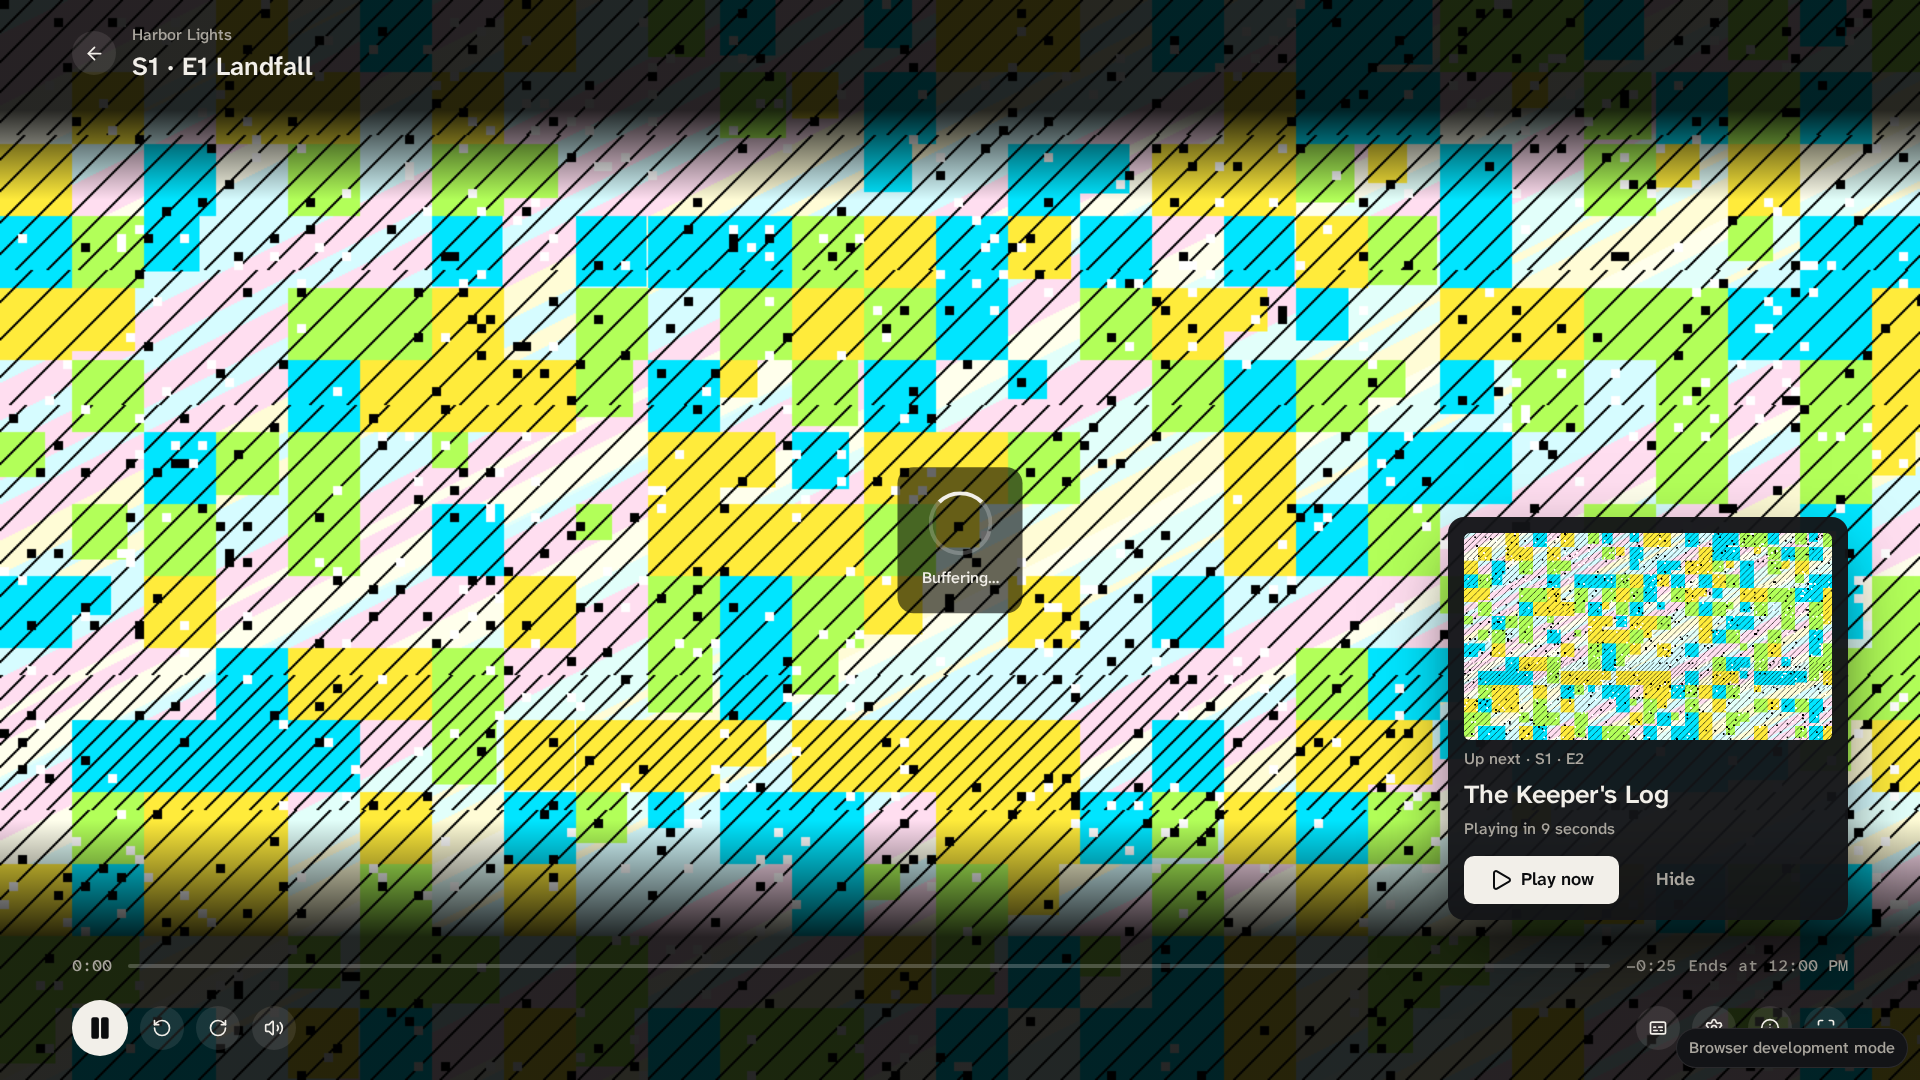 Harbor Lights
S1 · E1 Landfall
Buffering...
Up next · S1 · E2
The Keeper's Log
Playing in 9 seconds
Play now
Hide
0:00
−0:25 Ends at 12:00 PM
Browser development mode